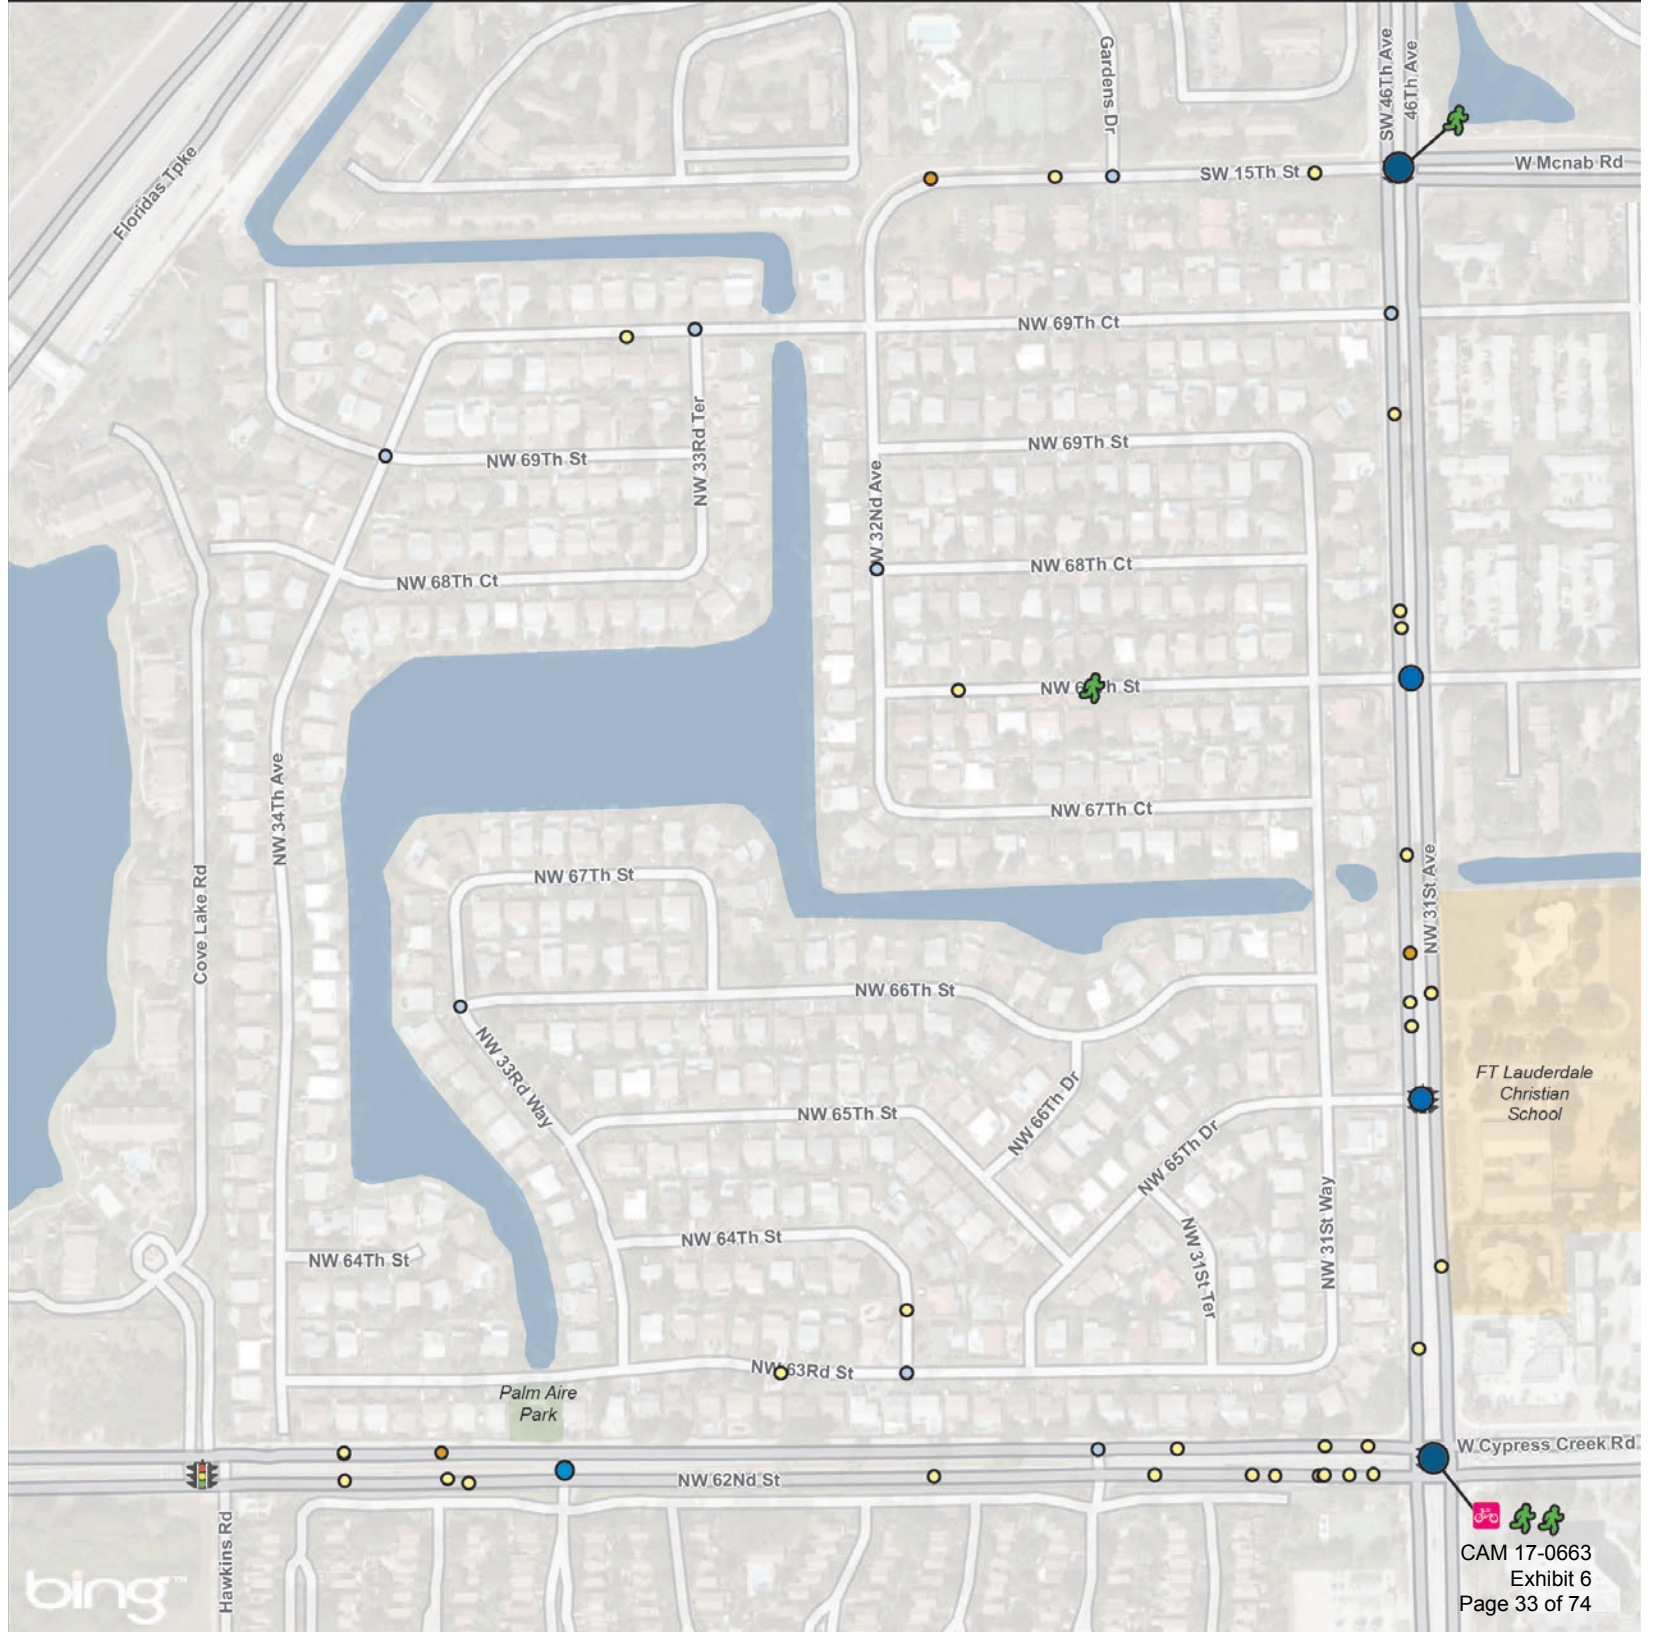 SW 46Th Ave
46Th Ave
Gardens Dr
W Mcnab Rd
SW 15Th St
Floridas Tpke
NW 69Th Ct
NW 33Rd Ter
NW 69Th St
NW 69Th St
W 32Nd Ave
NW 68Th Ct
NW 68Th Ct
NW 6 h St
NW 34Th Ave
NW 67Th Ct
Cove Lake Rd
NW 67Th St
NW 31St Ave
NW 66Th St
NW 33Rd Way
NW 66Th Dr
FT Lauderdale
Christian
School
NW 65Th St
NW 65Th Dr
NW 31St Way
NW 64Th St
NW 64Th St
NW 31St Ter
NW 63Rd St
Palm Aire
Park
W Cypress Creek Rd
NW 62Nd St
Hawkins Rd
bing™
CAM 17-0663
Exhibit 6
Page 33 of 74